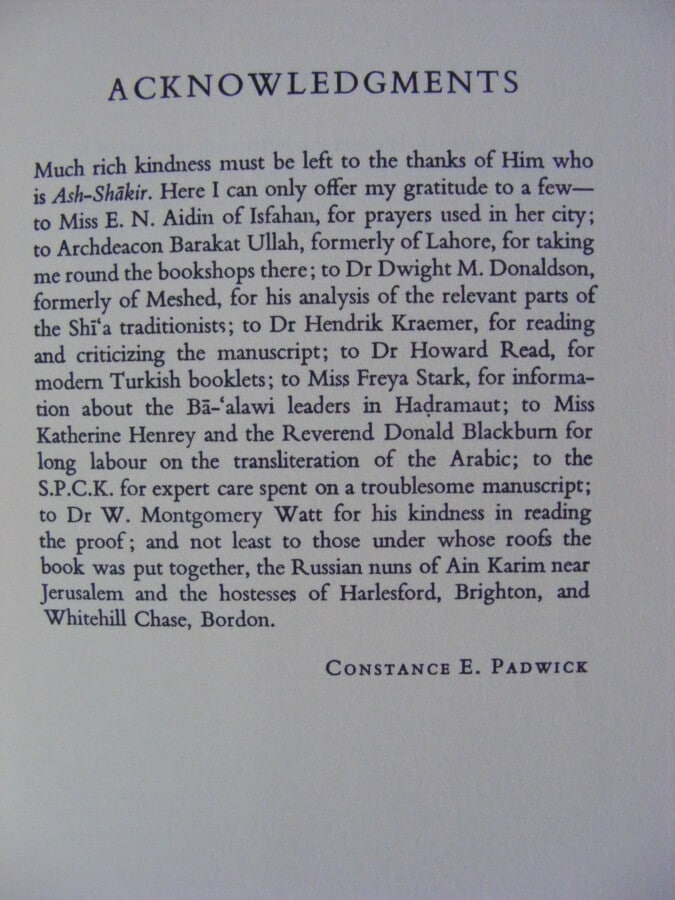 ACKNOWLEDGMENTS
Much rich kindness must be left to the thanks of Him who
is Ash-Shākir. Here I can only offer my gratitude to a few—
to Miss E. N. Aidin of Isfahan, for prayers used in her city;
to Archdeacon Barakat Ullah, formerly of Lahore, for taking
me round the bookshops there; to Dr Dwight M. Donaldson,
formerly of Meshed, for his analysis of the relevant parts of
the Shī‘a traditionists; to Dr Hendrik Kraemer, for reading
and criticizing the manuscript; to Dr Howard Read, for
modern Turkish booklets; to Miss Freya Stark, for informa-
tion about the Bā-‘alawi leaders in Haḍramaut; to Miss
Katherine Henrey and the Reverend Donald Blackburn for
long labour on the transliteration of the Arabic; to the
S.P.C.K. for expert care spent on a troublesome manuscript;
to Dr W. Montgomery Watt for his kindness in reading
the proof; and not least to those under whose roofs the
book was put together, the Russian nuns of Ain Karim near
Jerusalem and the hostesses of Harlesford, Brighton, and
Whitehill Chase, Bordon.
CONSTANCE E. PADWICK